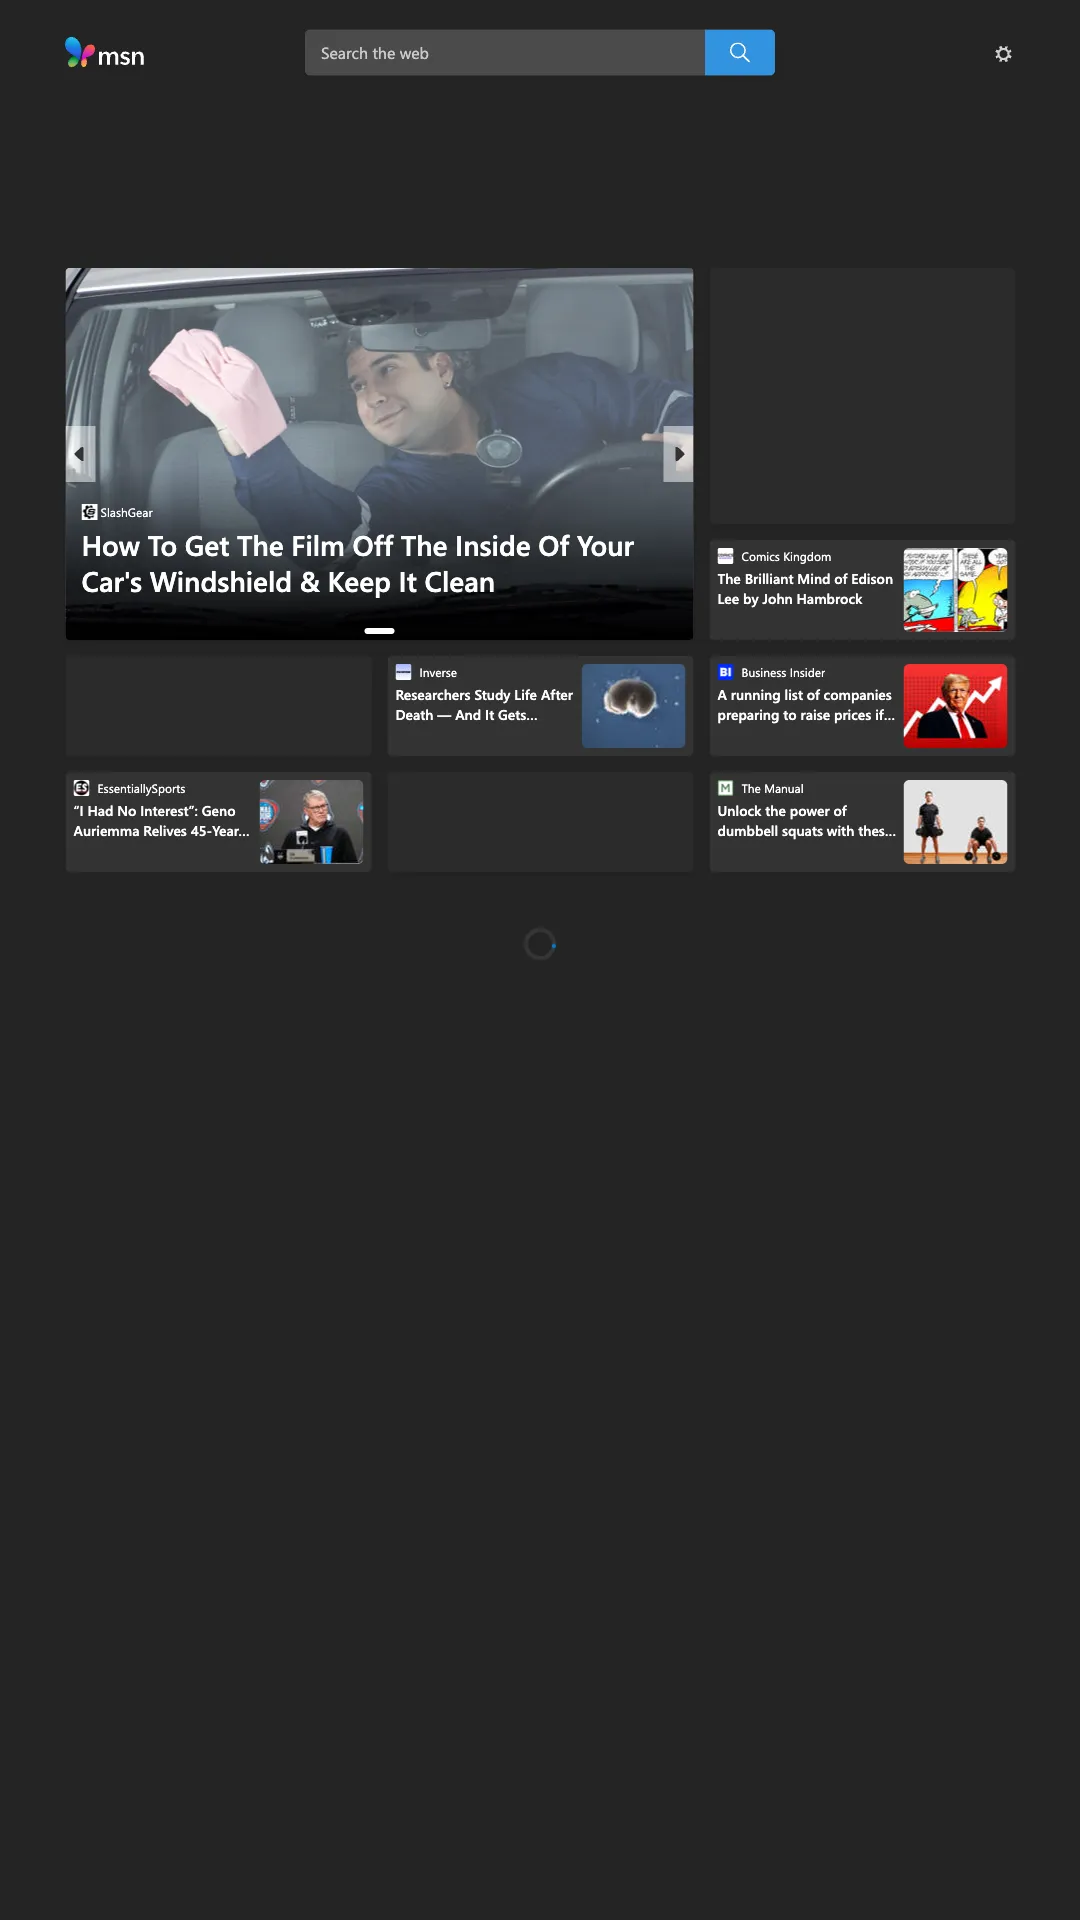 msn
Search the web
SlashGear
How To Get The Film Off The Inside Of Your
Car's Windshield & Keep It Clean
Comics Kingdom
The Brilliant Mind of Edison
Lee by John Hambrock
Inverse
Researchers Study Life After
Death — And It Gets...
BI
Business Insider
A running list of companies
preparing to raise prices if...
ES
EssentiallySports
“I Had No Interest”: Geno
Auriemma Relives 45-Year...
M
The Manual
Unlock the power of
dumbbell squats with thes...